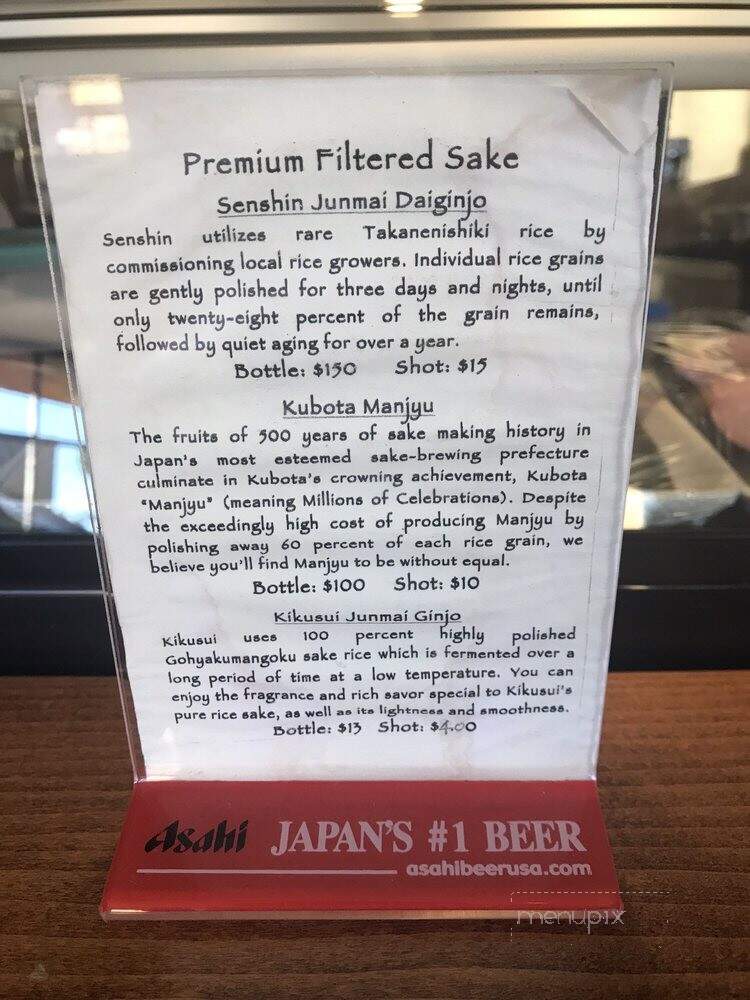 Premium Filtered Sake
Senshin Junmai Daiginjo
Senshin utilizes rare Takanenishiki rice by
commissioning local rice growers. Individual rice grains
are gently polished for three days and nights, until
only twenty-eight percent of the grain remains,
followed by quiet aging for over a year.
Bottle: $150 Shot: $15
Kubota Manjyu
The fruits of 500 years of sake making history in
Japan's most esteemed sake-brewing prefecture
culminate in Kubota's crowning achievement, Kubota
"Manjyu" (meaning Millions of Celebrations). Despite
the exceedingly high cost of producing Manjyu by
polishing away 60 percent of each rice grain, we
believe you'll find Manjyu to be without equal.
Bottle: $100 Shot: $10
Kikusui Junmai Ginjo
Kikusui uses 100 percent highly polished
Gohyakumangoku sake rice which is fermented over a
long period of time at a low temperature. You can
enjoy the fragrance and rich savor special to Kikusui's
pure rice sake, as well as its lightness and smoothness.
Bottle: $13 Shot: $4.00
Asahi JAPAN'S #1 BEER
asahibeerusa.com
menupix